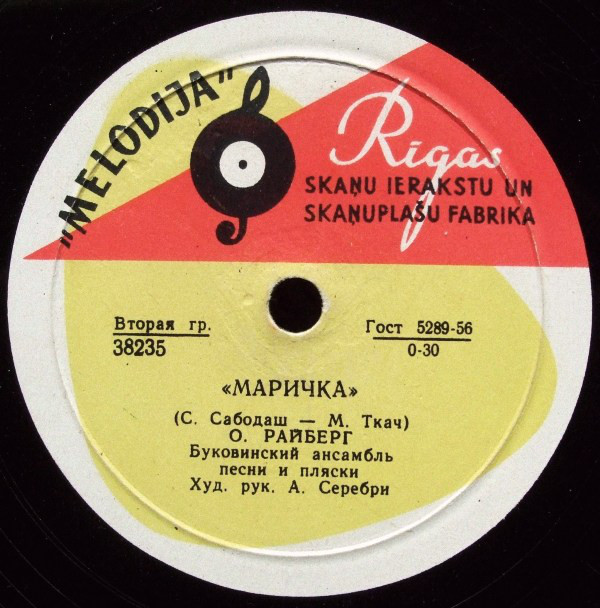 „MELODIJA”
Rīgas
SKAŅU IERAKSTU UN
SKAŅUPLAŠU FABRIKA
Вторая гр.
38235
Гост 5289-56
0-30
«МАРИЧКА»
(С. Сабодаш — М. Ткач)
О. РАЙБЕРГ
Буковинский ансамбль
песни и пляски
Худ. рук. А. Серебри